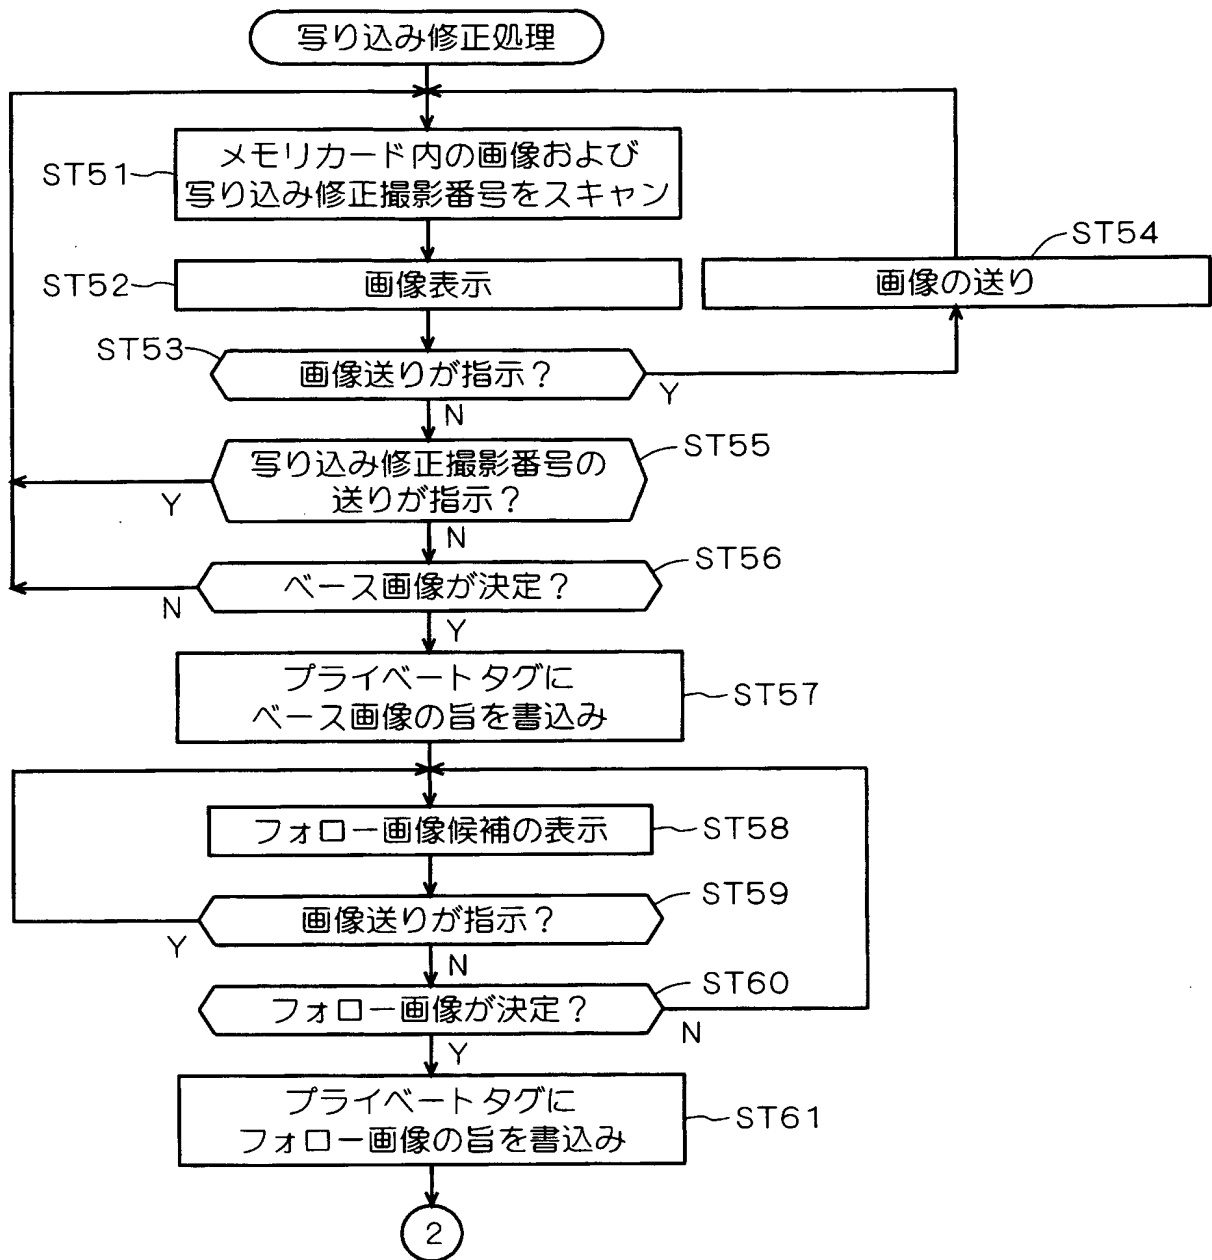 写り込み修正処理
ST51
メモリカード内の画像および
写り込み修正撮影番号をスキャン
ST52
画像表示
ST54
画像の送り
ST53
画像送りが指示？
Y
N
ST55
写り込み修正撮影番号の
送りが指示？
Y
N
ST56
ベース画像が決定？
N
Y
プライベートタグに
ベース画像の旨を書込み
ST57
フォロー画像候補の表示
ST58
ST59
画像送りが指示？
Y
N
ST60
フォロー画像が決定？
N
Y
プライベートタグに
フォロー画像の旨を書込み
ST61
2